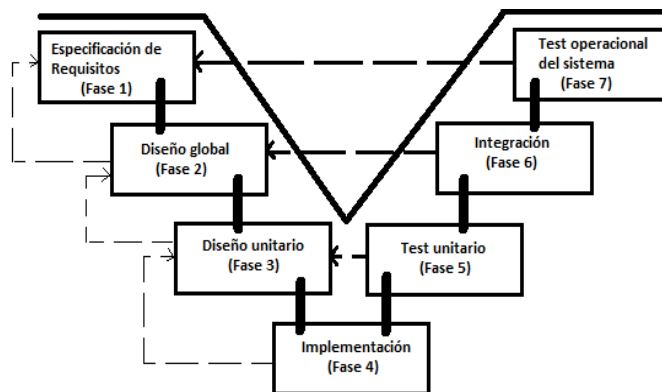 Especificación de
Requisitos
(Fase 1)
Test operacional
del sistema
(Fase 7)
Diseño global
(Fase 2)
Integración
(Fase 6)
Diseño unitario
(Fase 3)
Test unitario
(Fase 5)
Implementación
(Fase 4)